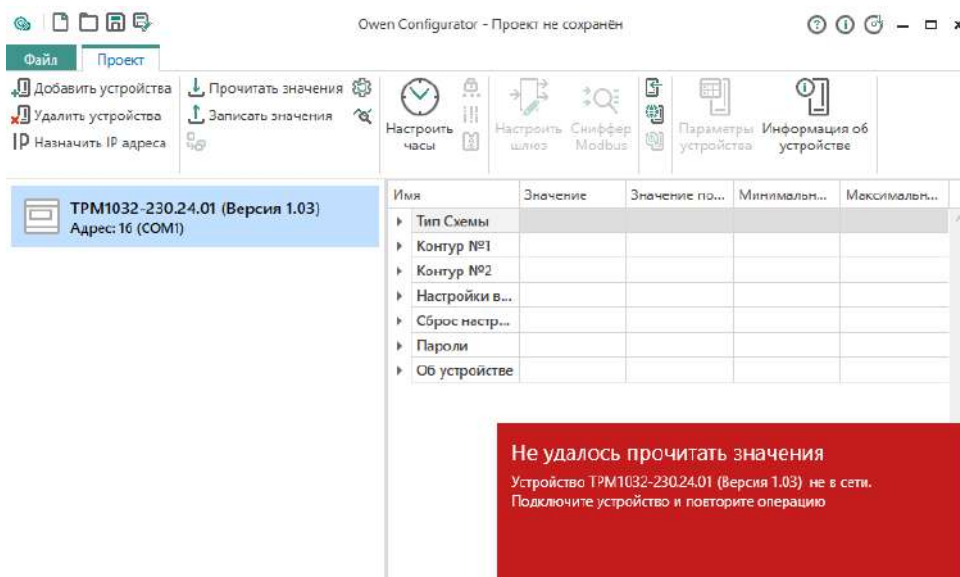 Owen Configurator - Проект не сохранён
Файл
Проект
Добавить устройства
Удалить устройства
Назначить IP адреса
Прочитать значения
Записать значения
Настроить часы
Настроить шлюз
Сниффер Modbus
Параметры устройства
Информация об устройстве
ТРМ1032-230.24.01 (Версия 1.03)
Адрес: 16 (COM1)
Имя Значение Значение по... Минимальн... Максимальн...
Тип Схемы
Контур №1
Контур №2
Настройки в...
Сброс настр...
Пароли
Об устройстве
Не удалось прочитать значения
Устройство ТРМ1032-230.24.01 (Версия 1.03) не в сети.
Подключите устройство и повторите операцию